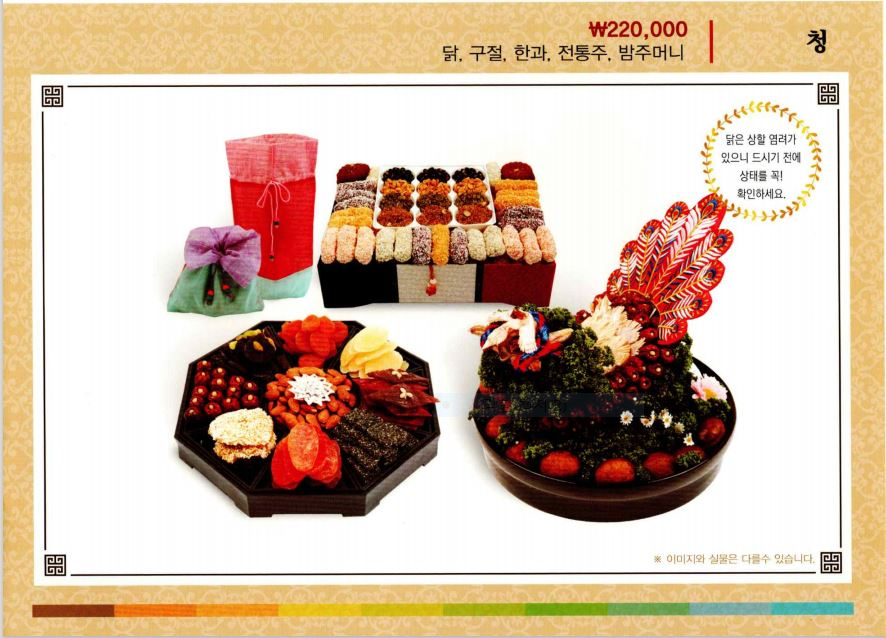 ₩220,000
닭, 구절, 한과, 전통주, 밤주머니
청
닭은 상할 염려가
있으니 드시기 전에
상태를 꼭!
확인하세요.
※ 이미지와 실물은 다를수 있습니다.